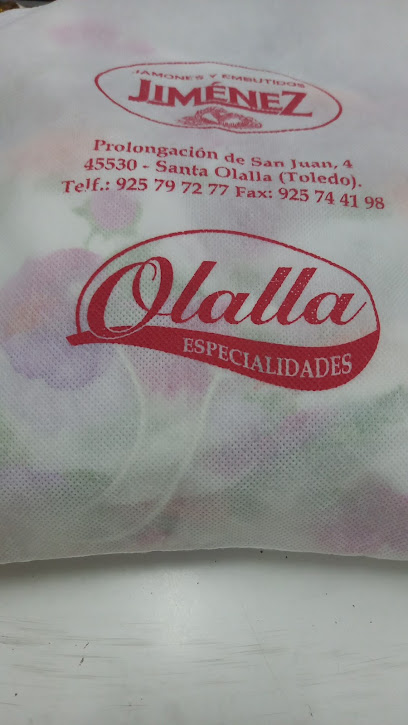 JAMONES Y EMBUTIDOS
JIMÉNEZ
Prolongación de San Juan, 4
45530 - Santa Olalla (Toledo).
Telf.: 925 79 72 77 Fax: 925 74 41 98
Olalla
ESPECIALIDADES